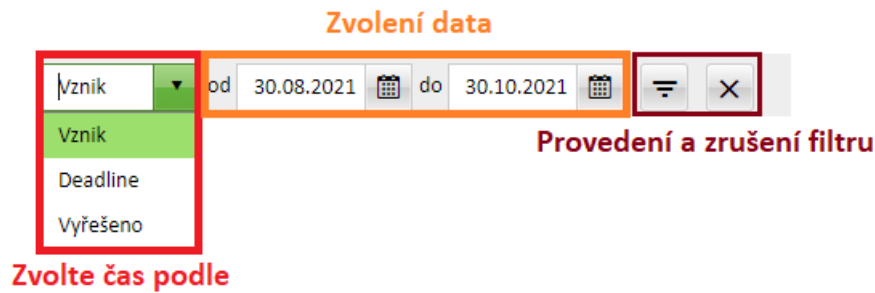 Zvolení data
Vznik od 30.08.2021 do 30.10.2021
Vznik
Deadline
Vyřešeno
Provedení a zrušení filtru
Zvolte čas podle